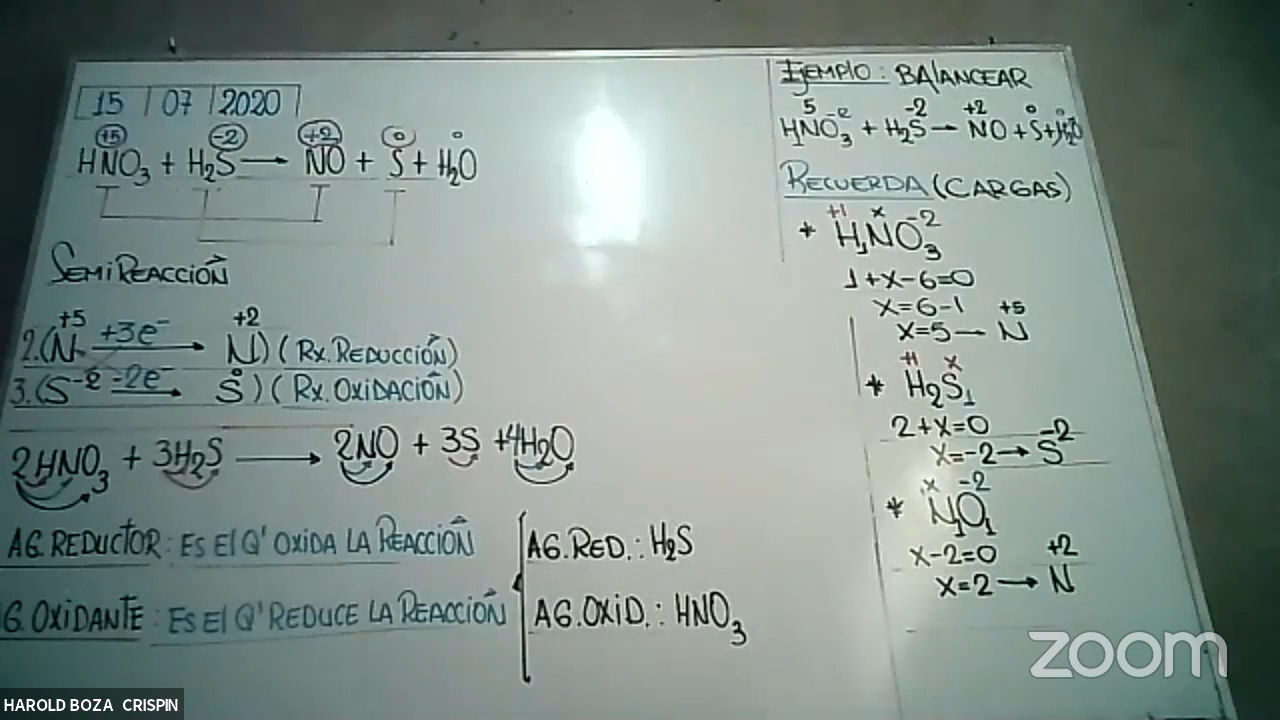 15 | 07 | 2020
+5 -2 +2 0 0
HNO3 + H2S → NO + S + H2O
SEMIREACCIÓN
+5 +2
2.(N +3e- → N) (RX. REDUCCIÓN)
3.(S-2 -2e- → S0) (RX. OXIDACIÓN)
2HNO3 + 3H2S → 2NO + 3S + 4H2O
AG. REDUCTOR: ES El Q' OXIDA LA REACCIÓN
G. OXIDANTE: ES El Q' REDUCE LA REACCIÓN
AG. RED.: H2S
AG. OXID.: HNO3
EJEMPLO: BAlANCEAR
5 -2 -2 +2 0 0
H1NO3 + H2S → NO + S + H2O
RECUERDA (CARGAS)
+1 x -2
* H1NO3
1+X-6=0
X=6-1 +5
X=5 — N
+1 x
* H2S1
2+X=0
X=-2 → S-2
x -2
* N1O1
X-2=0 +2
X=2 → N
zoom
HAROLD BOZA CRISPIN